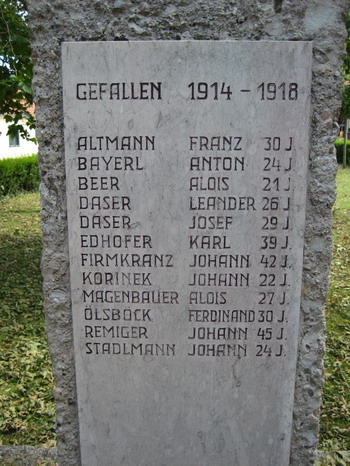 GEFALLEN 1914 - 1918
ALTMANN FRANZ 30 J.
BAYERL ANTON 24 J.
BEER ALOIS 21 J.
DASER LEANDER 26 J.
DASER JOSEF 29 J.
EDHOFER KARL 39 J.
FIRMKRANZ JOHANN 42 J.
KORINEK JOHANN 22 J.
MAGENBAUER ALOIS 27 J.
ÖLSBÖCK FERDINAND 30 J.
REMIGER JOHANN 45 J.
STADLMANN JOHANN 24 J.